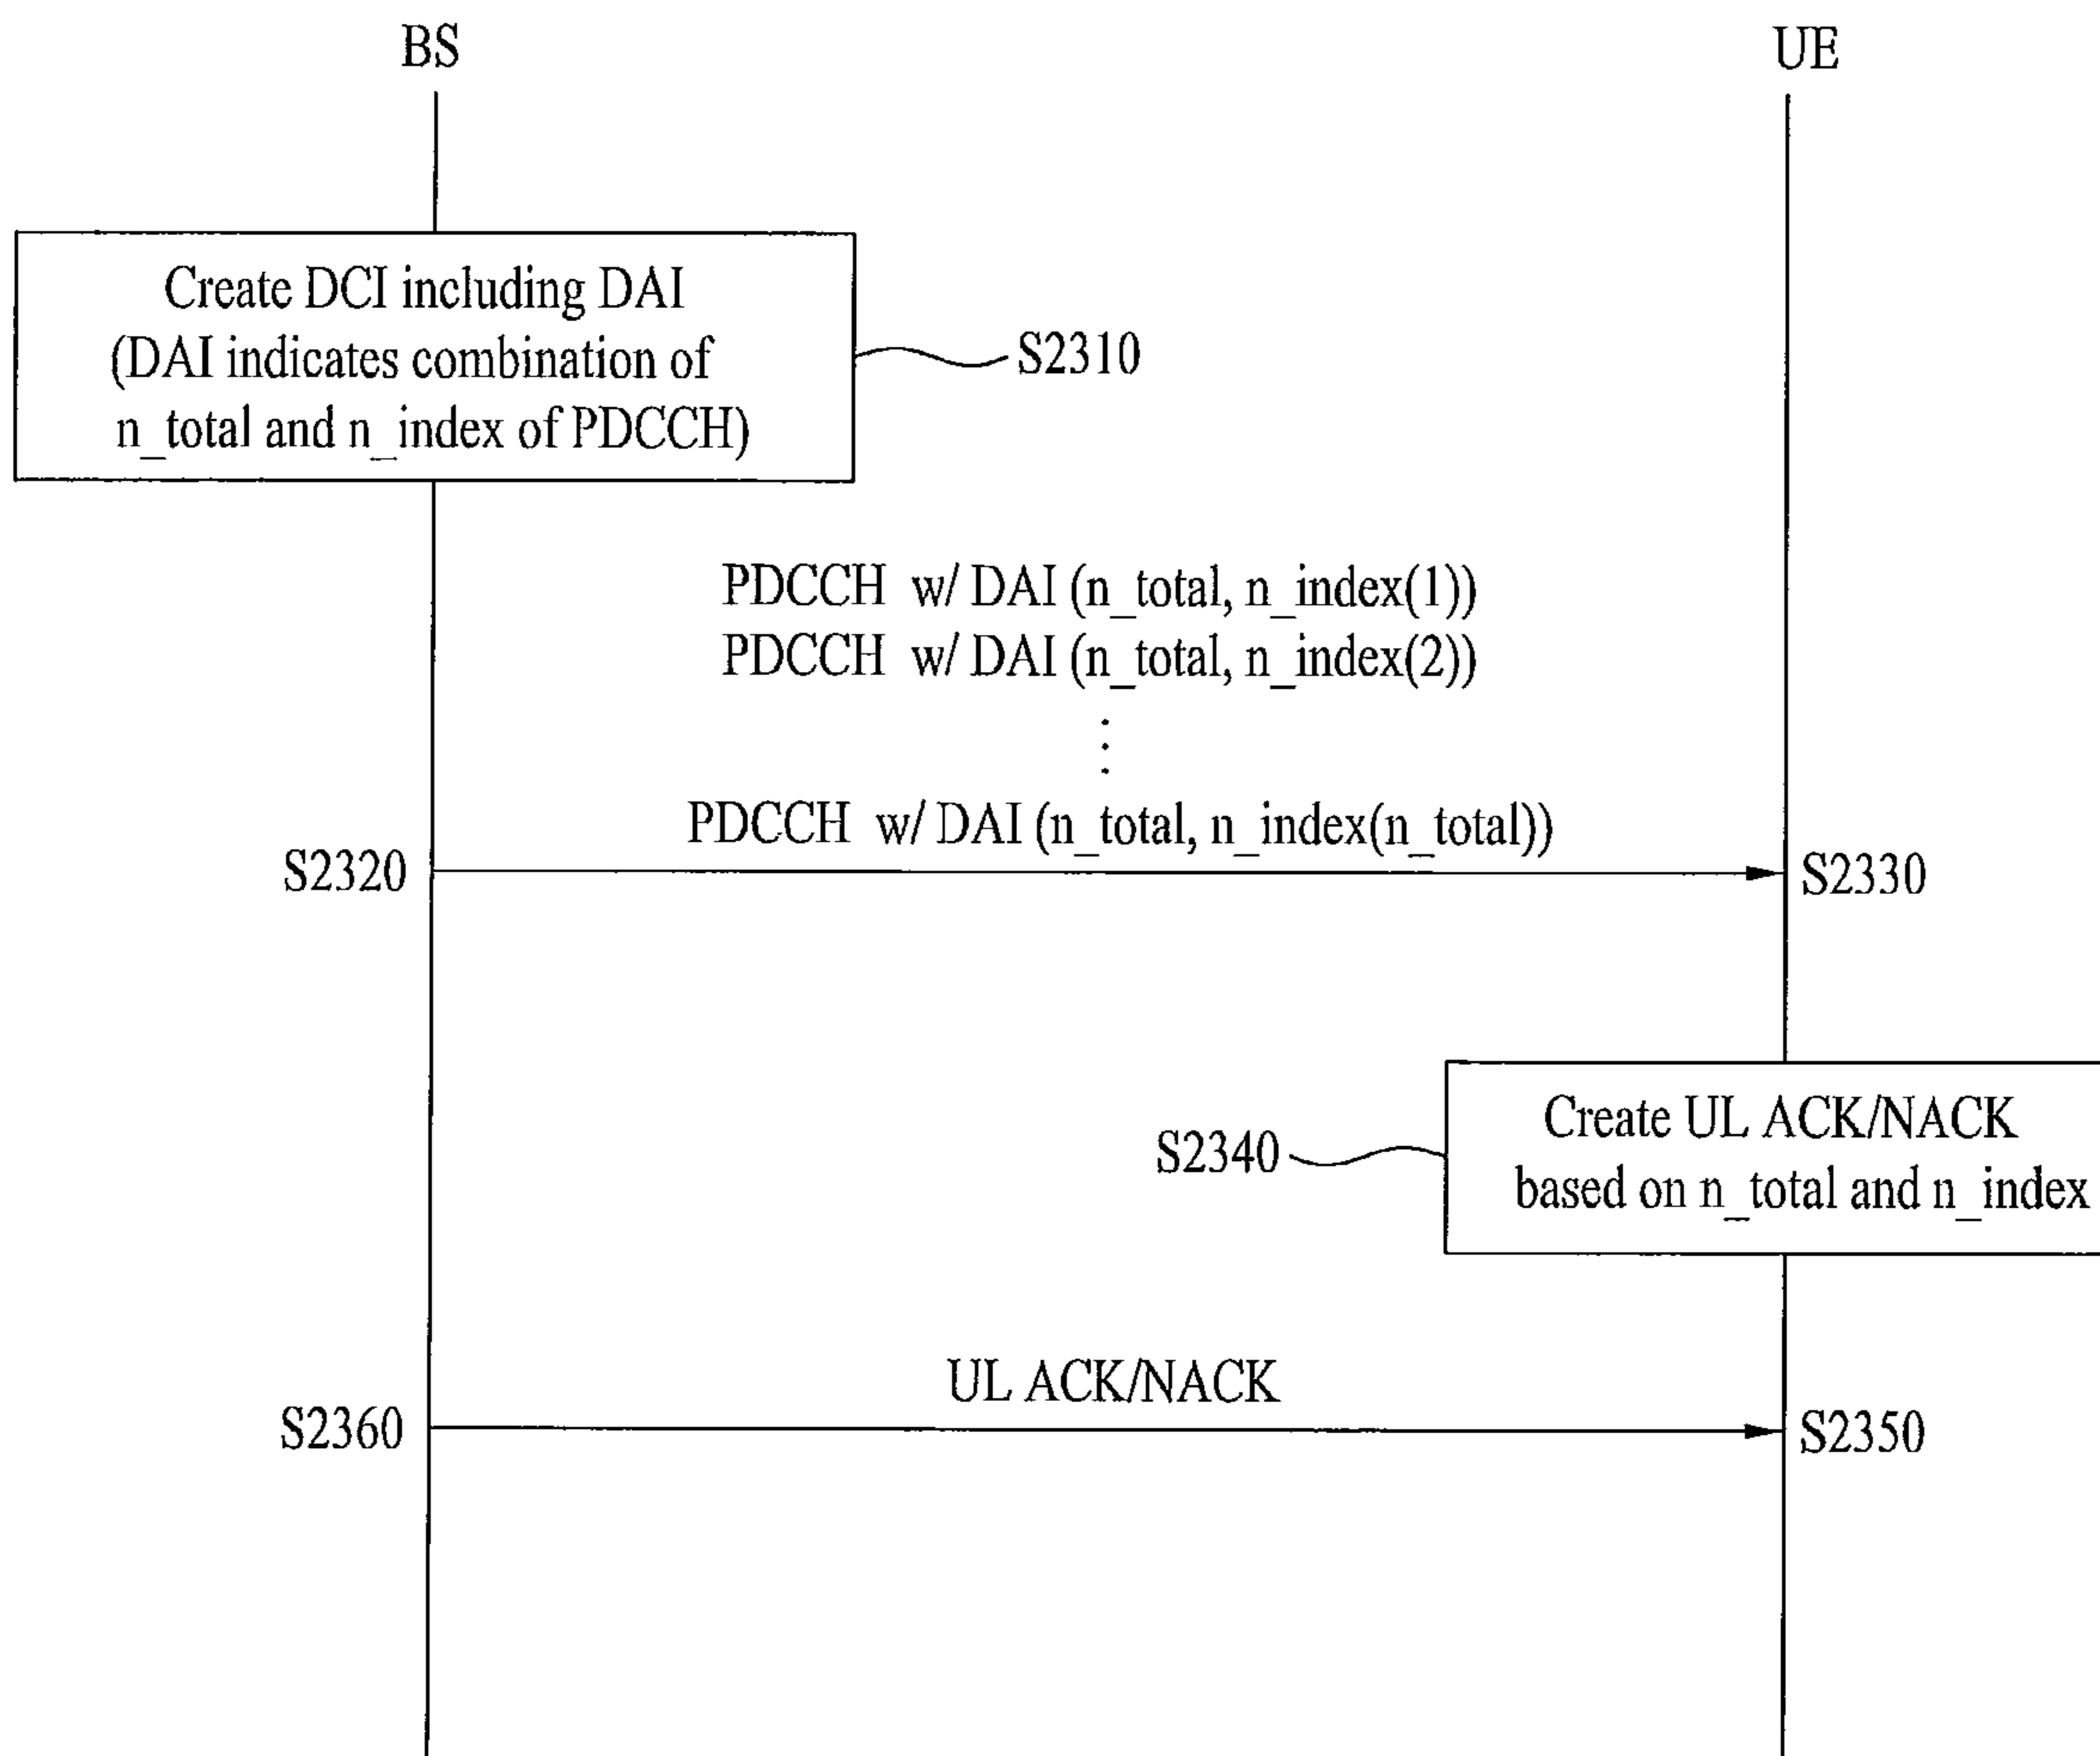 BS
UE
Create DCI including DAI
(DAI indicates combination of
n_total and n_index of PDCCH)
S2310
PDCCH w/ DAI (n_total, n_index(1))
PDCCH w/ DAI (n_total, n_index(2))
PDCCH w/ DAI (n_total, n_index(n_total))
S2320
S2330
Create UL ACK/NACK
based on n_total and n_index
S2340
UL ACK/NACK
S2360
S2350